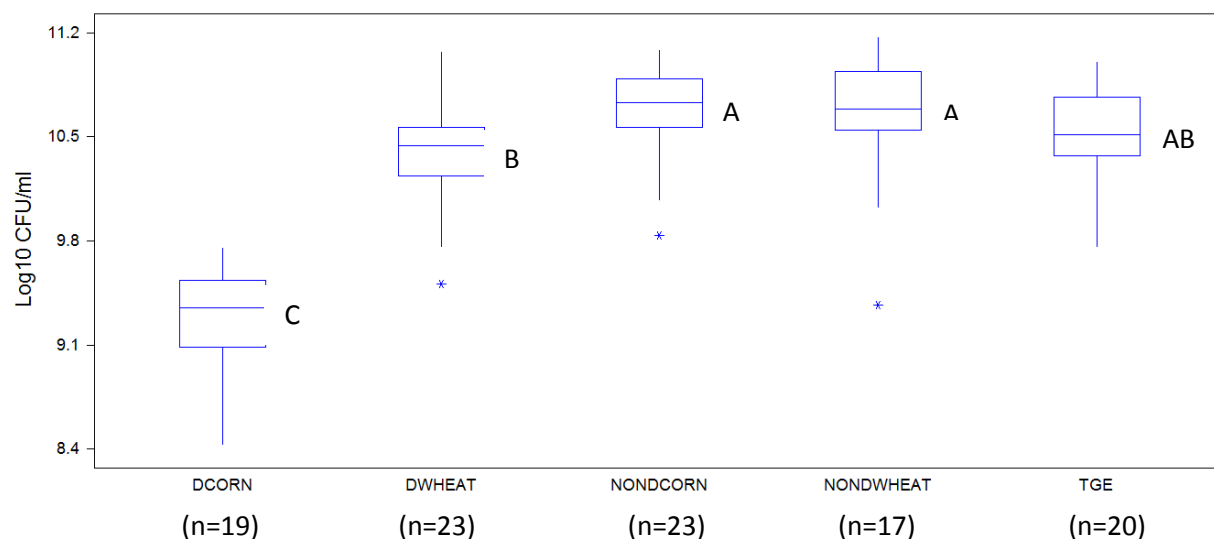 11.2
A
A
10.5
AB
B
Log10 CFU/ml
9.8
C
9.1
8.4
DCORN DWHEAT NONDCORN NONDWHEAT TGE
(n=19) (n=23) (n=23) (n=17) (n=20)